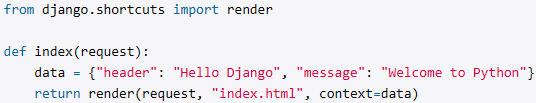 from django.shortcuts import render

def index(request):
    data = {"header": "Hello Django", "message": "Welcome to Python"}
    return render(request, "index.html", context=data)